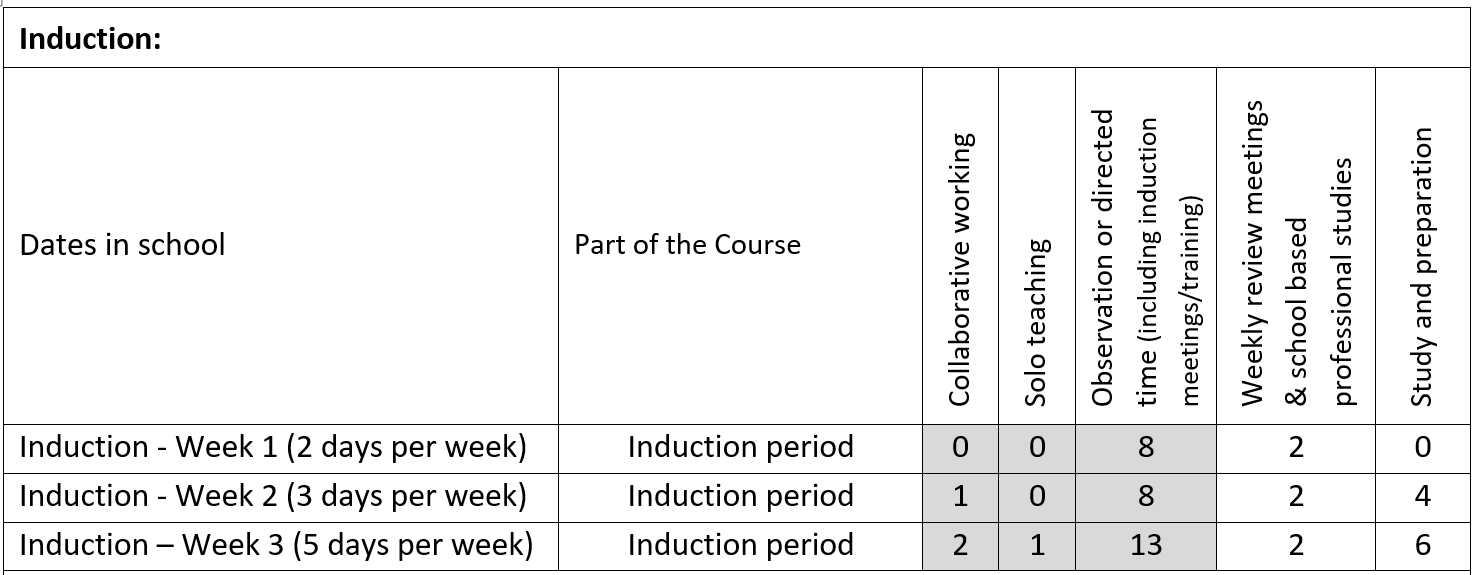 Induction:
Dates in school
Part of the Course
Collaborative working
Solo teaching
Observation or directed
time (including induction
meetings/training)
Weekly review meetings
& school based
professional studies
Study and preparation
Induction - Week 1 (2 days per week) Induction period 0 0 8 2 0
Induction - Week 2 (3 days per week) Induction period 1 0 8 2 4
Induction – Week 3 (5 days per week) Induction period 2 1 13 2 6